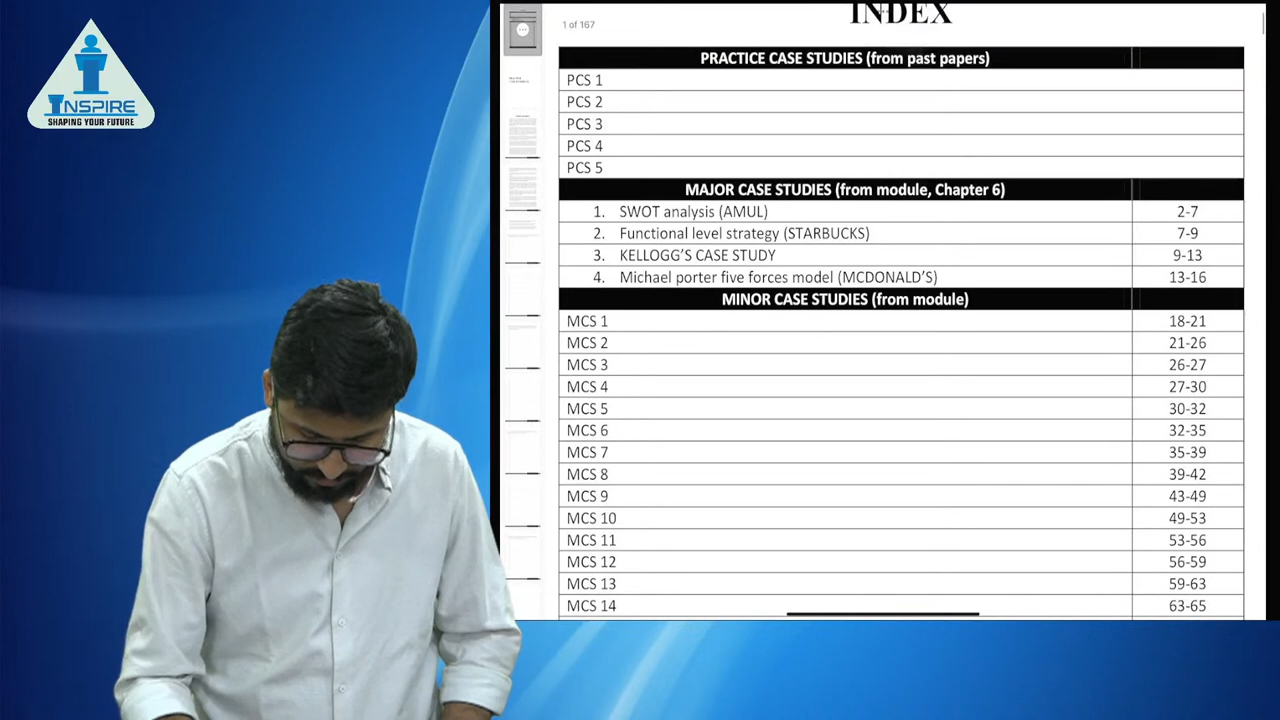 INSPIRE
SHAPING YOUR FUTURE
INDEX
1 of 167
PRACTICE CASE STUDIES (from past papers)
PCS 1
PCS 2
PCS 3
PCS 4
PCS 5
MAJOR CASE STUDIES (from module, Chapter 6)
1. SWOT analysis (AMUL) 2-7
2. Functional level strategy (STARBUCKS) 7-9
3. KELLOGG'S CASE STUDY 9-13
4. Michael porter five forces model (MCDONALD'S) 13-16
MINOR CASE STUDIES (from module)
MCS 1 18-21
MCS 2 21-26
MCS 3 26-27
MCS 4 27-30
MCS 5 30-32
MCS 6 32-35
MCS 7 35-39
MCS 8 39-42
MCS 9 43-49
MCS 10 49-53
MCS 11 53-56
MCS 12 56-59
MCS 13 59-63
MCS 14 63-65